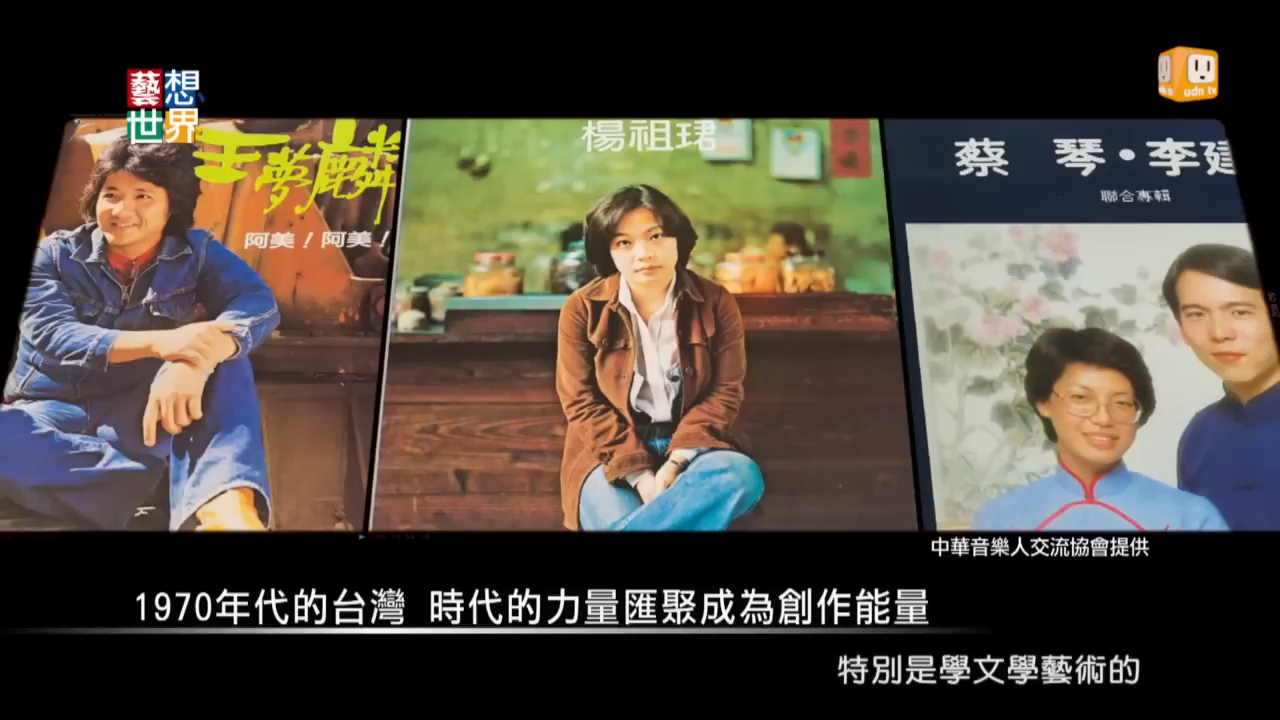 藝想
世界
udn tv
王夢麟
阿美！阿美！
楊祖珺
蔡琴・李建
聯合專輯
中華音樂人交流協會提供
1970年代的台灣 時代的力量匯聚成為創作能量
特別是學文學藝術的